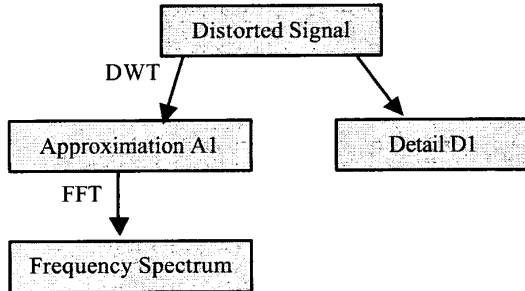 Distorted Signal
DWT
Approximation A1
Detail D1
FFT
Frequency Spectrum